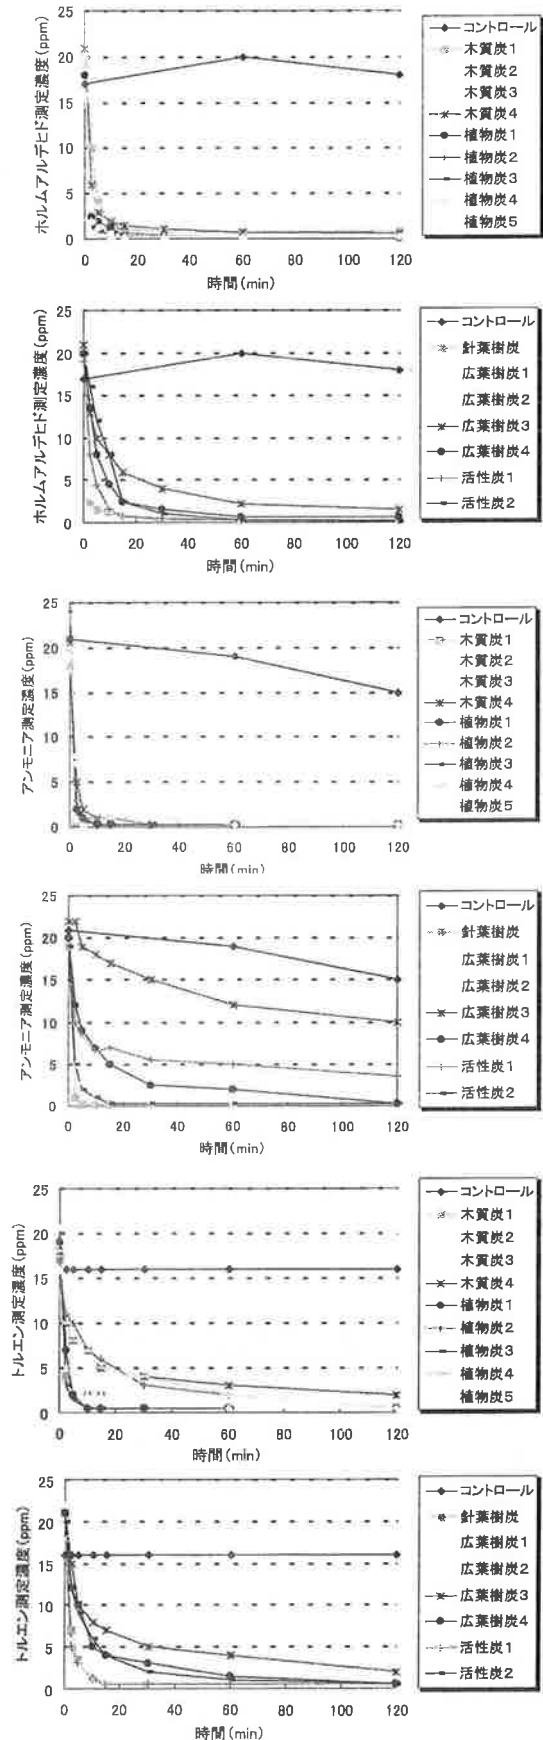 ホルムアルデヒド測定濃度(ppm)
25
20
15
10
5
0
0 20 40 60 80 100 120
時間(min)
コントロール
木質炭1
木質炭2
木質炭3
木質炭4
植物炭1
植物炭2
植物炭3
植物炭4
植物炭5
ホルムアルデヒド測定濃度(ppm)
25
20
15
10
5
0
0 20 40 60 80 100 120
時間(min)
コントロール
針葉樹炭
広葉樹炭1
広葉樹炭2
広葉樹炭3
広葉樹炭4
活性炭1
活性炭2
アンモニア測定濃度(ppm)
25
20
15
10
5
0
0 20 40 60 80 100 120
時間(min)
コントロール
木質炭1
木質炭2
木質炭3
木質炭4
植物炭1
植物炭2
植物炭3
植物炭4
植物炭5
アンモニア測定濃度(ppm)
25
20
15
10
5
0
0 20 40 60 80 100 120
時間(min)
コントロール
針葉樹炭
広葉樹炭1
広葉樹炭2
広葉樹炭3
広葉樹炭4
活性炭1
活性炭2
トルエン測定濃度(ppm)
25
20
15
10
5
0
0 20 40 60 80 100 120
時間(min)
コントロール
木質炭1
木質炭2
木質炭3
木質炭4
植物炭1
植物炭2
植物炭3
植物炭4
植物炭5
トルエン測定濃度(ppm)
25
20
15
10
5
0
0 20 40 60 80 100 120
時間(min)
コントロール
針葉樹炭
広葉樹炭1
広葉樹炭2
広葉樹炭3
広葉樹炭4
活性炭1
活性炭2